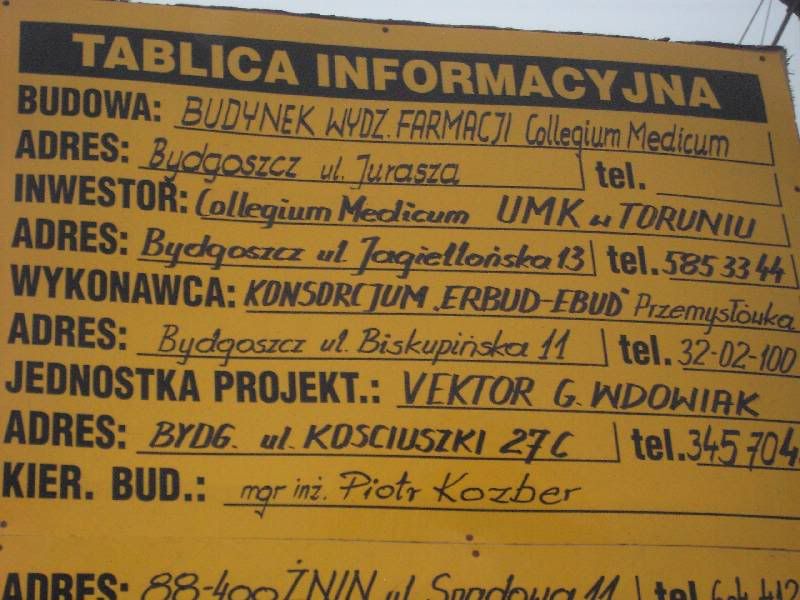 TABLICA INFORMACYJNA
BUDOWA: BUDYNEK WYDZ. FARMACJI Collegium Medicum
ADRES: Bydgoszcz ul. Jurasza tel.
INWESTOR: Collegium Medicum UMK w TORUNIU
ADRES: Bydgoszcz ul. Jagiellońska 13 tel. 585 33 44
WYKONAWCA: KONSORCJUM „ERBUD-EBUD" Przemysłówka
ADRES: Bydgoszcz ul. Biskupińska 11 tel. 32-02-100
JEDNOSTKA PROJEKT.: VEKTOR G. WDOWIAK
ADRES: BYDG. ul. KOSCIUSZKI 27C tel. 345 704
KIER. BUD.: mgr inż. Piotr Kozber
ADRES: 88-400 ŻNIN ul. Spadowa 11 tel.